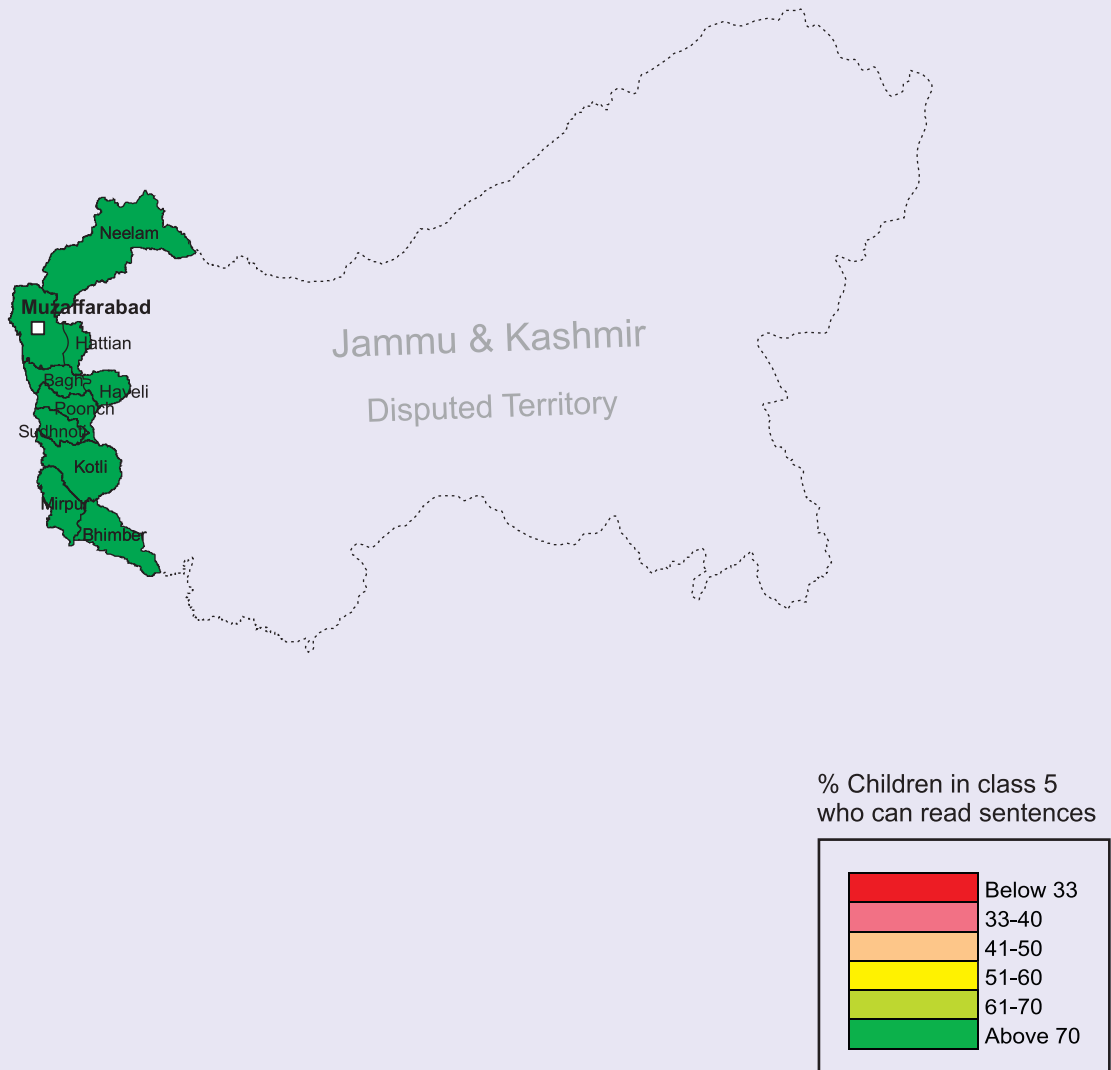 Neelam
Muzaffarabad
Hattian
Bagh
Haveli
Poonch
Sudhnoti
Kotli
Mirpur
Bhimber
Jammu & Kashmir
Disputed Territory
% Children in class 5
who can read sentences
Below 33
33-40
41-50
51-60
61-70
Above 70